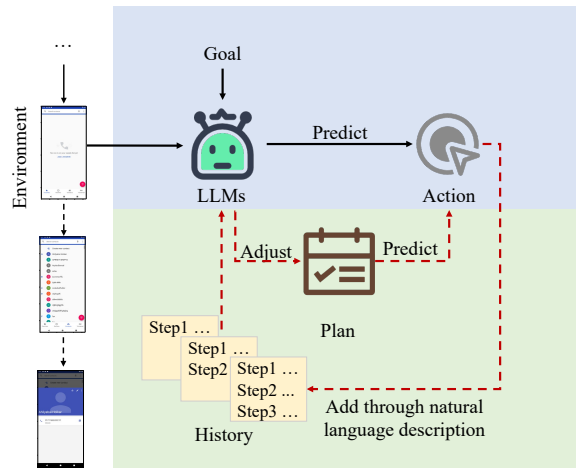 ...
Goal
Environment
Predict
LLMs
Action
Adjust
Predict
Plan
Step1 ...
Step1 ...
Step2
Step1 ...
Step2 ...
Step3 ...
History
Add through natural
language description